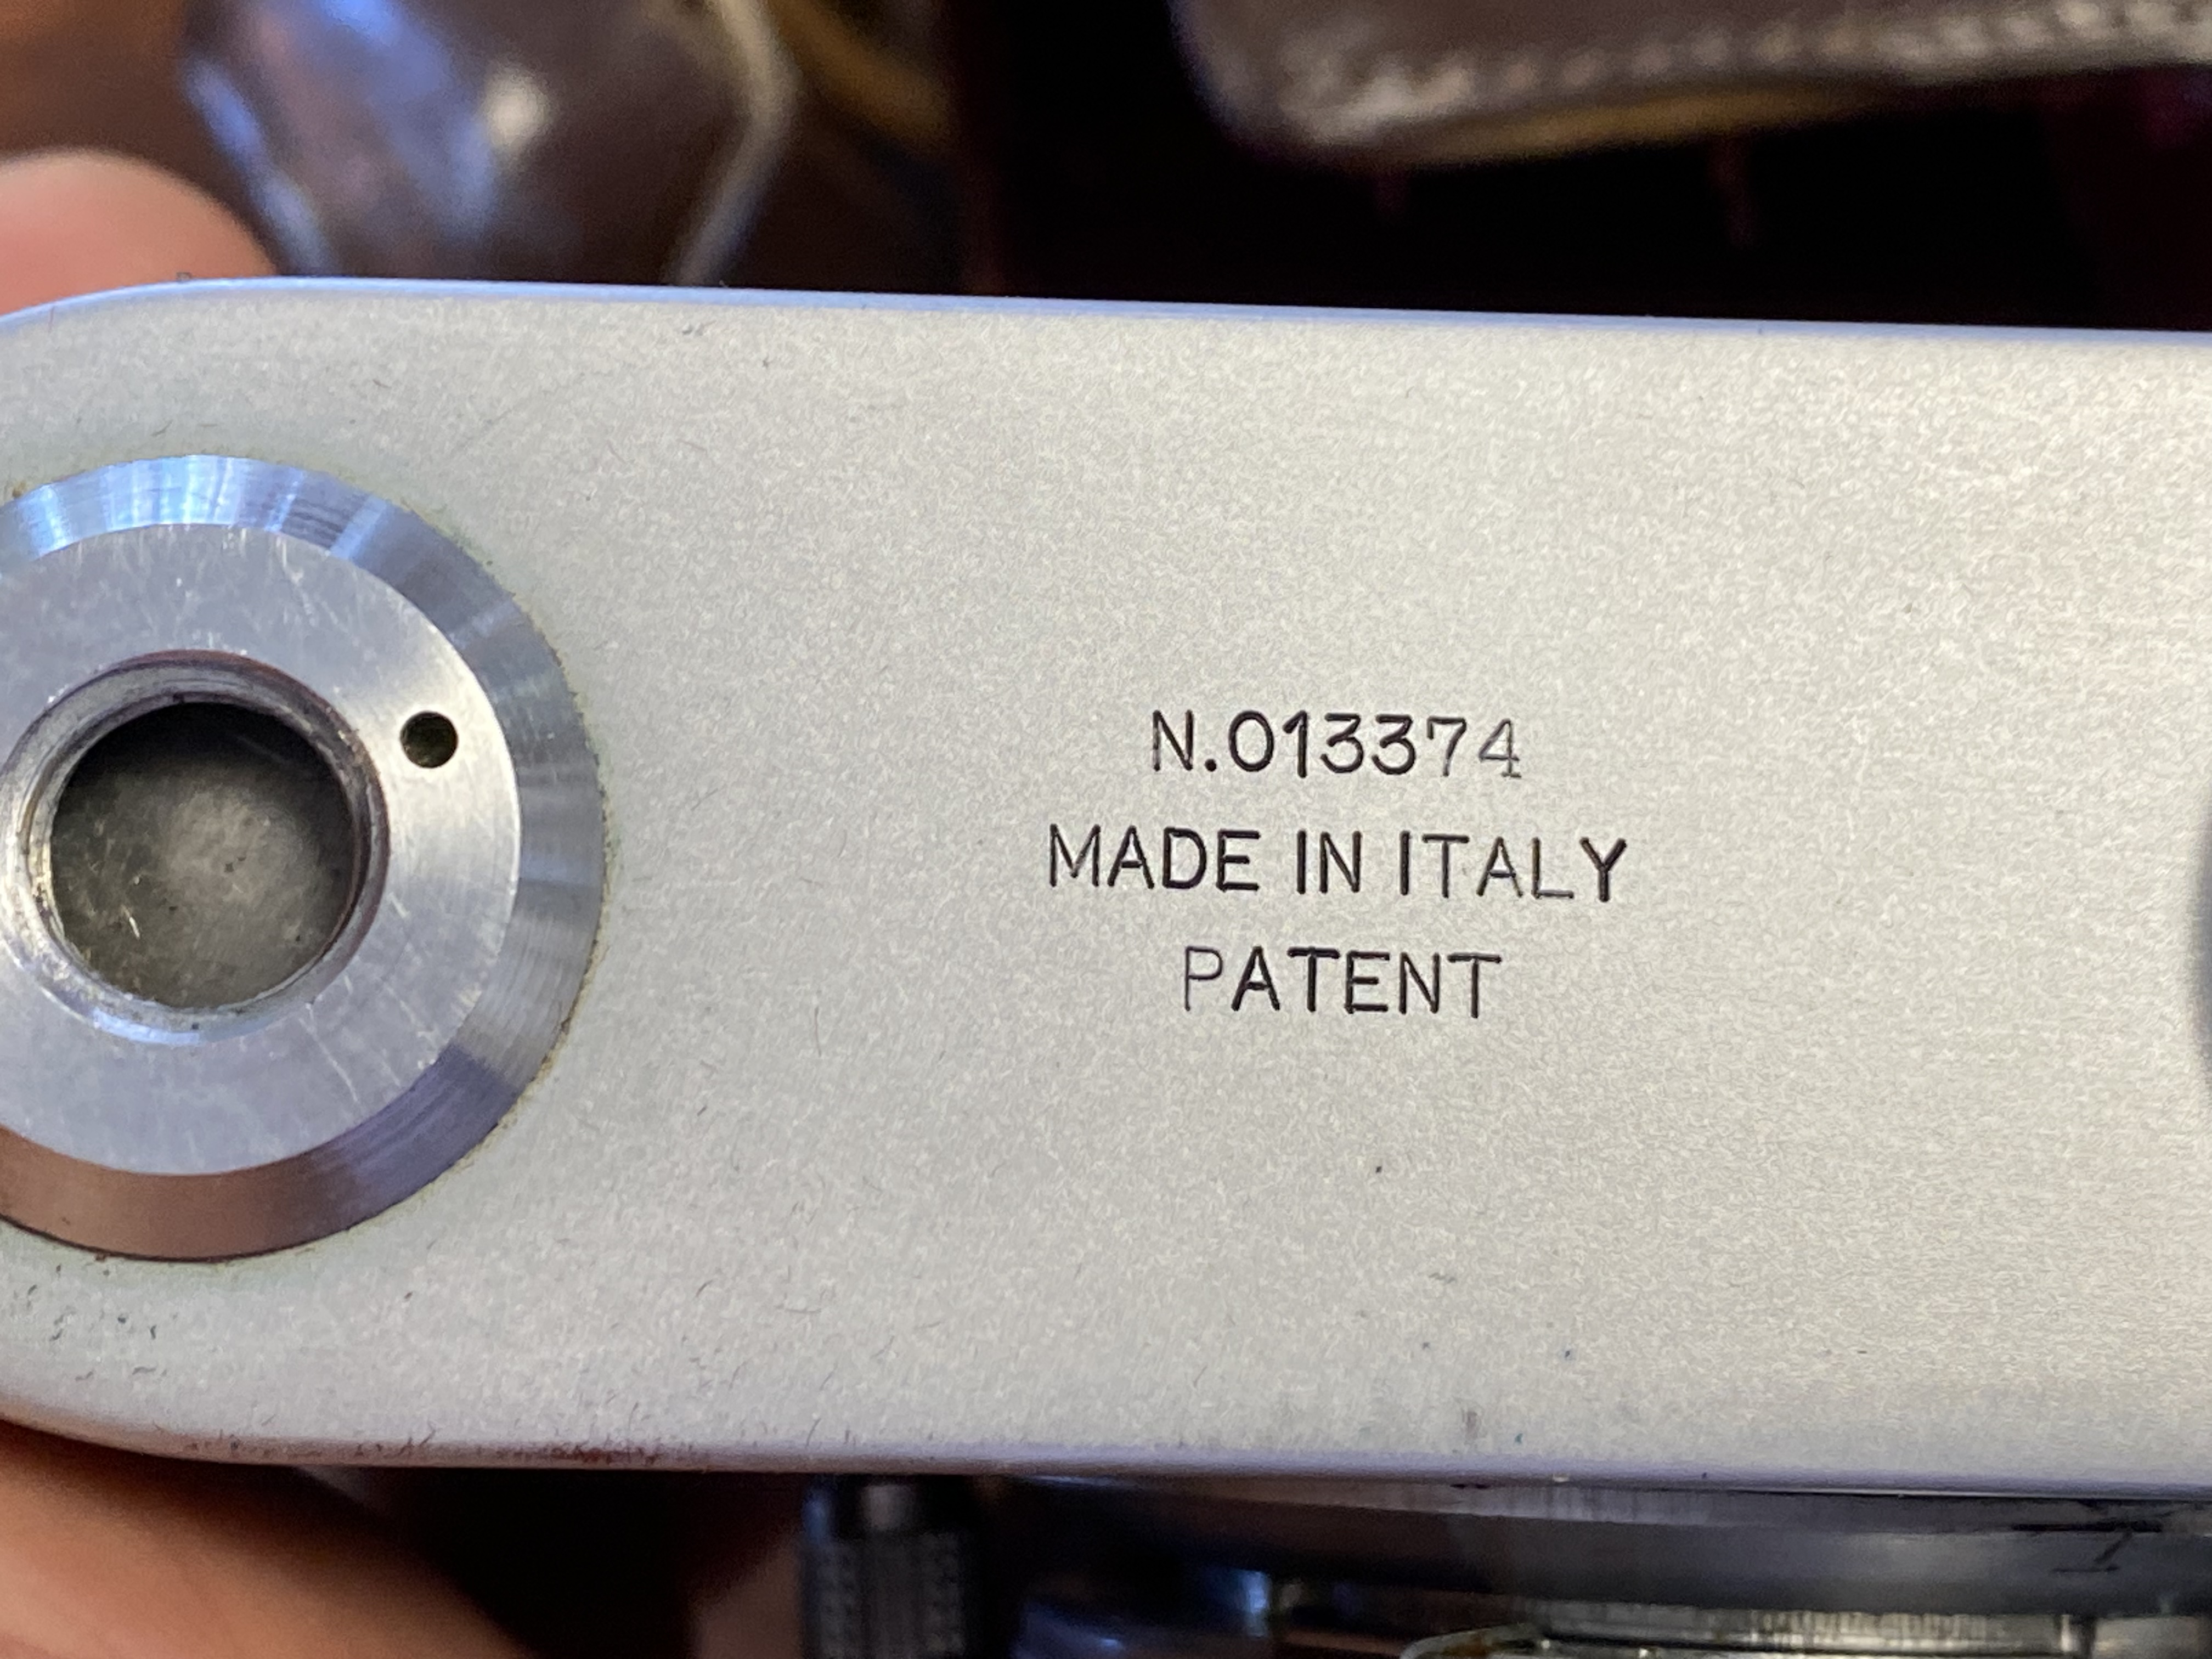 N.013374
MADE IN ITALY
PATENT